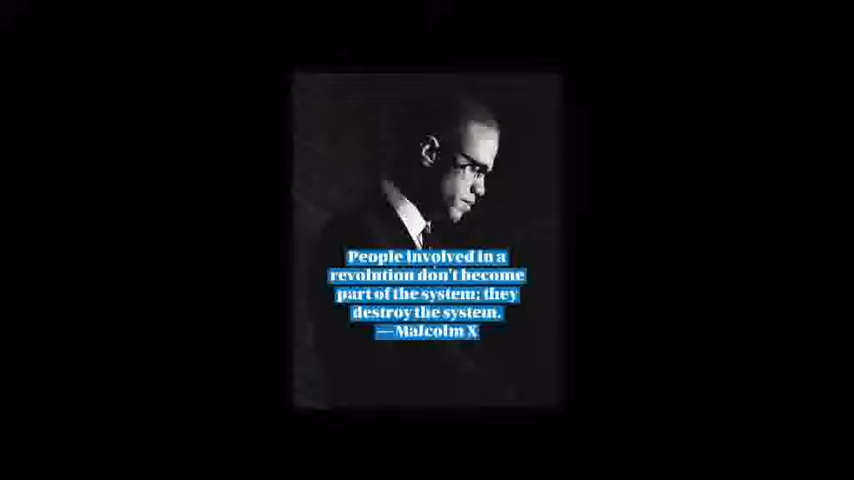 People involved in a
revolution don't become
part of the system; they
destroy the system.
— Malcolm X